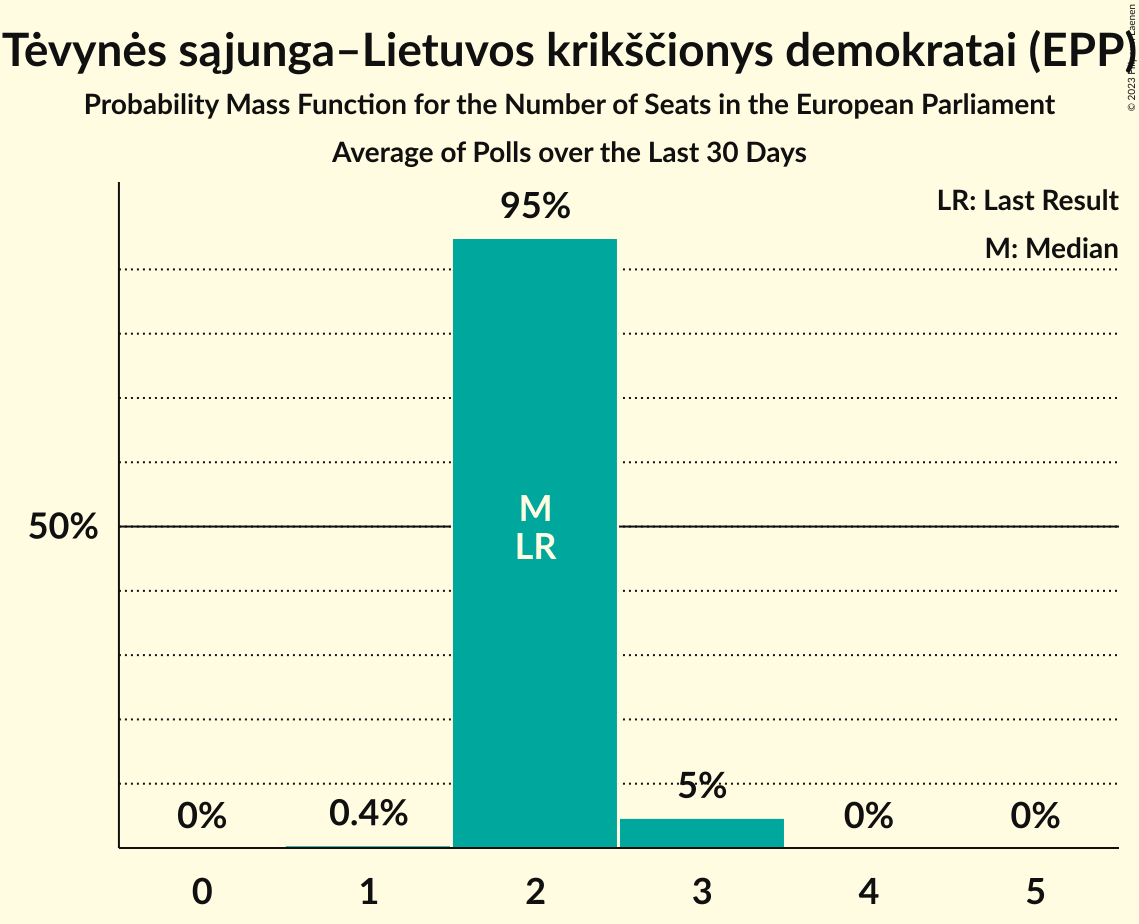 Tėvynės sąjunga–Lietuvos krikščionys demokratai (EPP)
© 2023 Laenen
Probability Mass Function for the Number of Seats in the European Parliament
Average of Polls over the Last 30 Days
LR: Last Result
M: Median
95%
50%
M
LR
0%
0.4%
5%
0%
0%
0
1
2
3
4
5